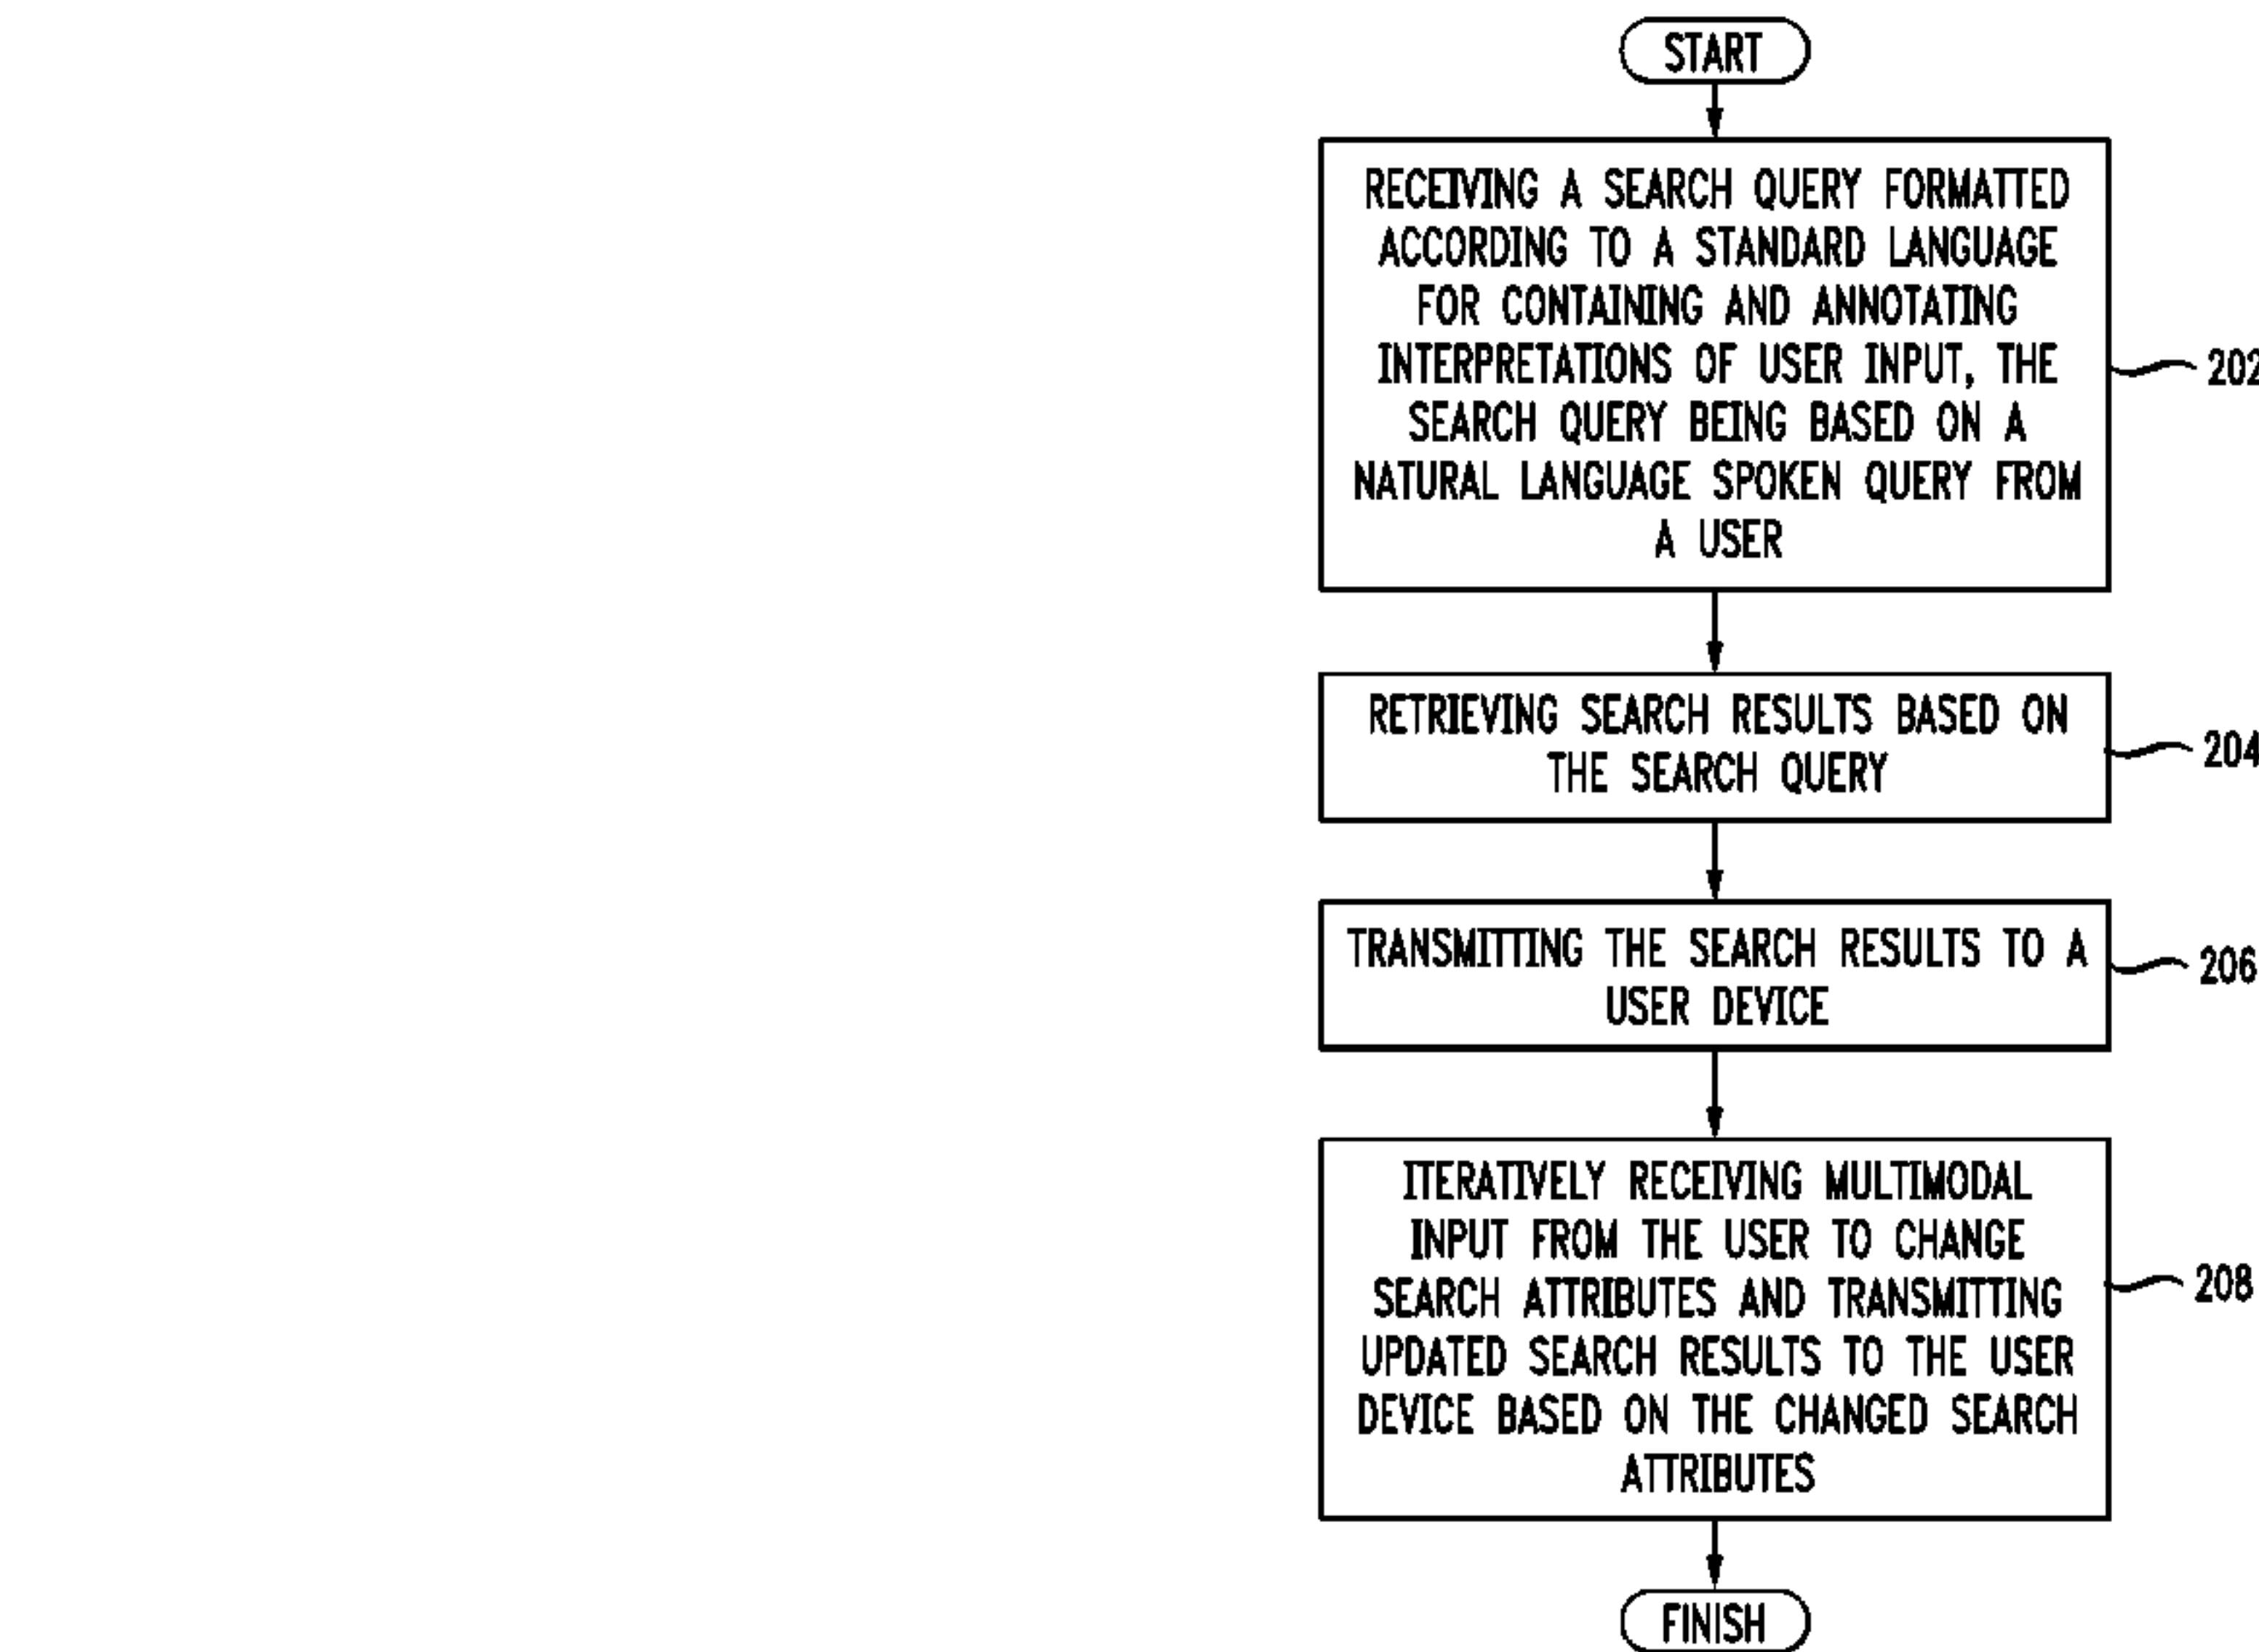 START
RECEIVING A SEARCH QUERY FORMATTED
ACCORDING TO A STANDARD LANGUAGE
FOR CONTAINING AND ANNOTATING
INTERPRETATIONS OF USER INPUT, THE
SEARCH QUERY BEING BASED ON A
NATURAL LANGUAGE SPOKEN QUERY FROM
A USER
202
RETRIEVING SEARCH RESULTS BASED ON
THE SEARCH QUERY
204
TRANSMITTING THE SEARCH RESULTS TO A
USER DEVICE
206
ITERATIVELY RECEIVING MULTIMODAL
INPUT FROM THE USER TO CHANGE
SEARCH ATTRIBUTES AND TRANSMITTING
UPDATED SEARCH RESULTS TO THE USER
DEVICE BASED ON THE CHANGED SEARCH
ATTRIBUTES
208
FINISH